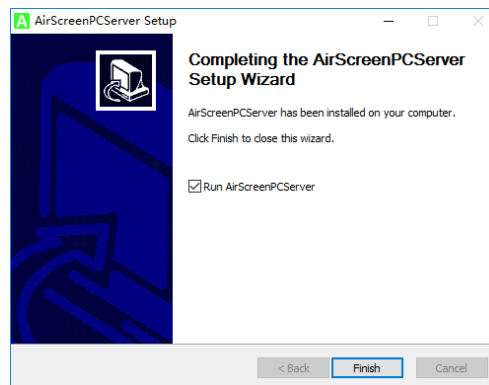 A AirScreenPCServer Setup
Completing the AirScreenPCServer
Setup Wizard
AirScreenPCServer has been installed on your computer.
Click Finish to close this wizard.
Run AirScreenPCServer
< Back Finish Cancel